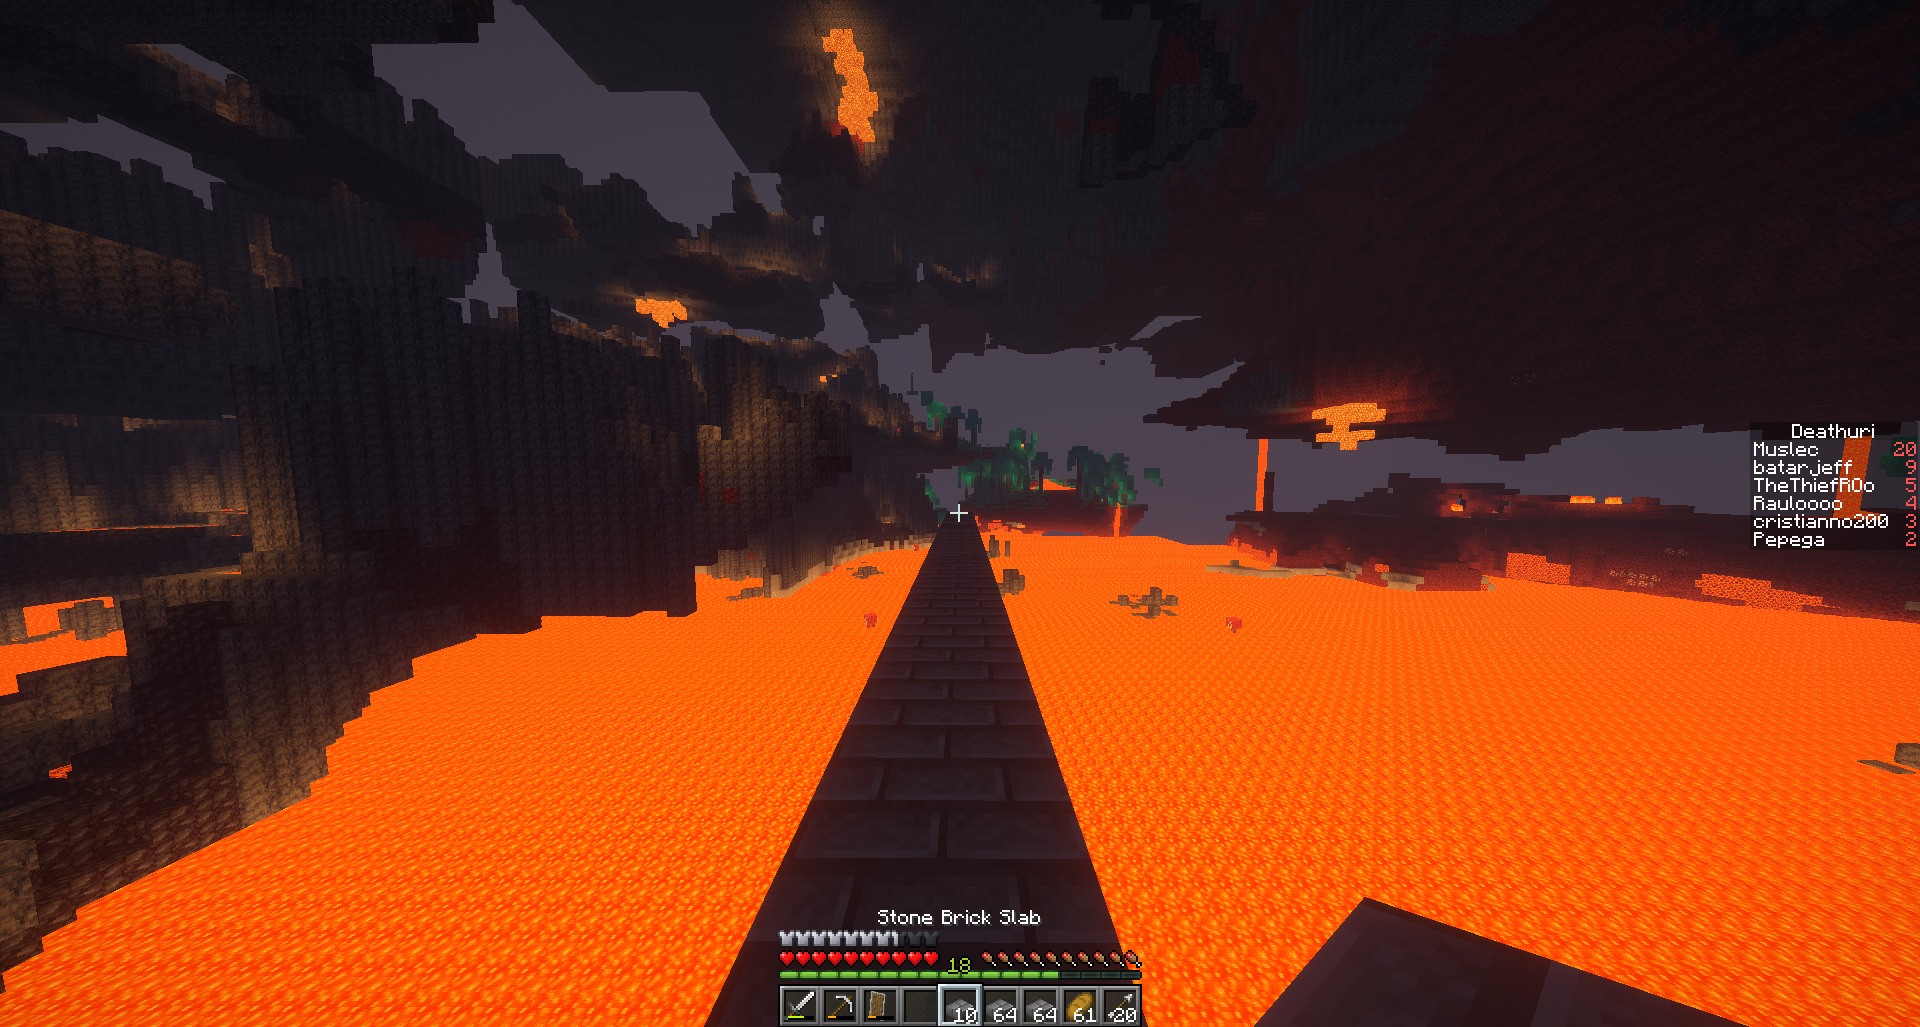 Deathuri
Muslec 20
batanjeff 9
TheThiefR0o 5
Rauloooo 4
cristianno200 3
Pepega 2
Stone Brick Slab
18
10 64 64 61 20